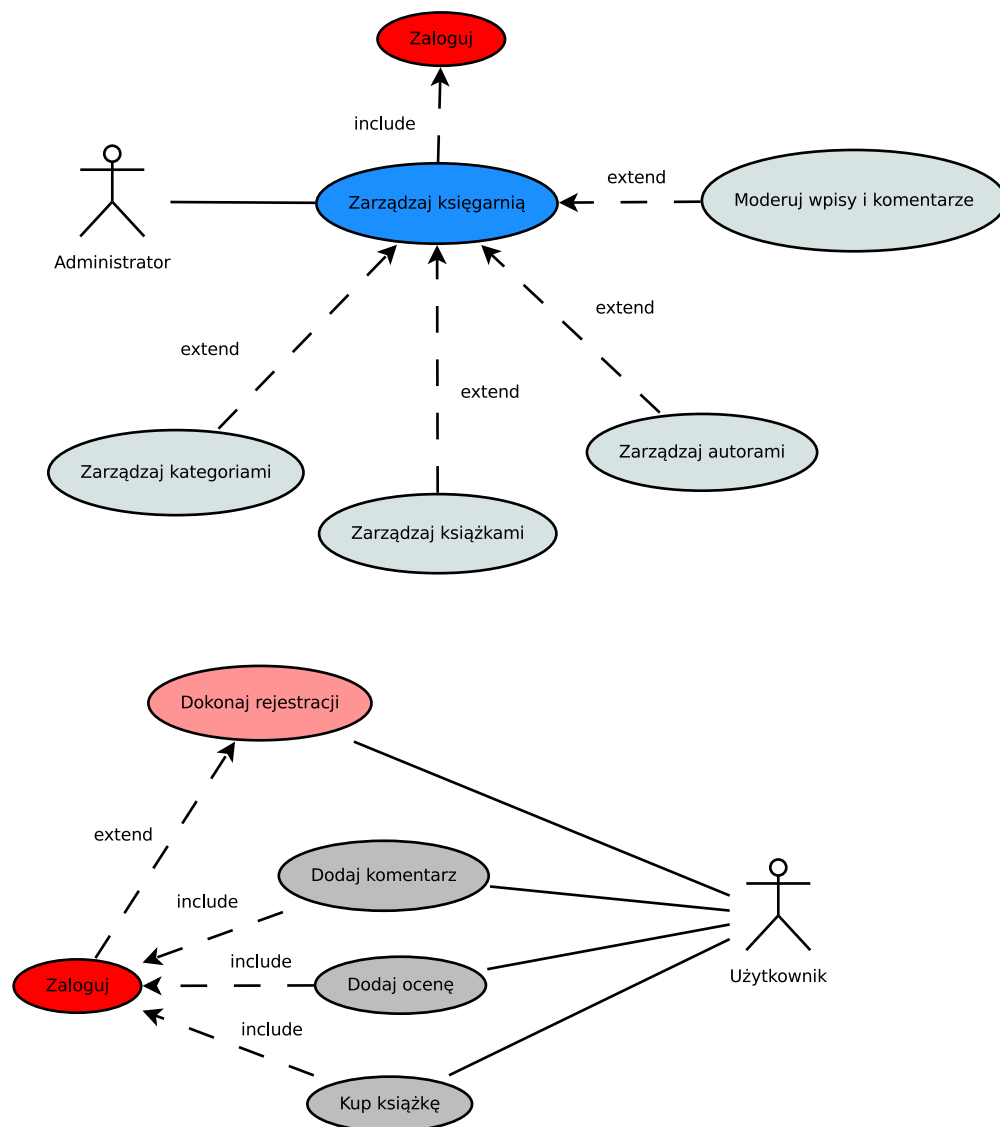 Zaloguj
include
Zarządzaj księgarnią
extend
Moderuj wpisy i komentarze
Administrator
extend
extend
extend
Zarządzaj kategoriami
Zarządzaj autorami
Zarządzaj książkami
Dokonaj rejestracji
extend
Dodaj komentarz
include
include
Użytkownik
Zaloguj
Dodaj ocenę
include
Kup książkę